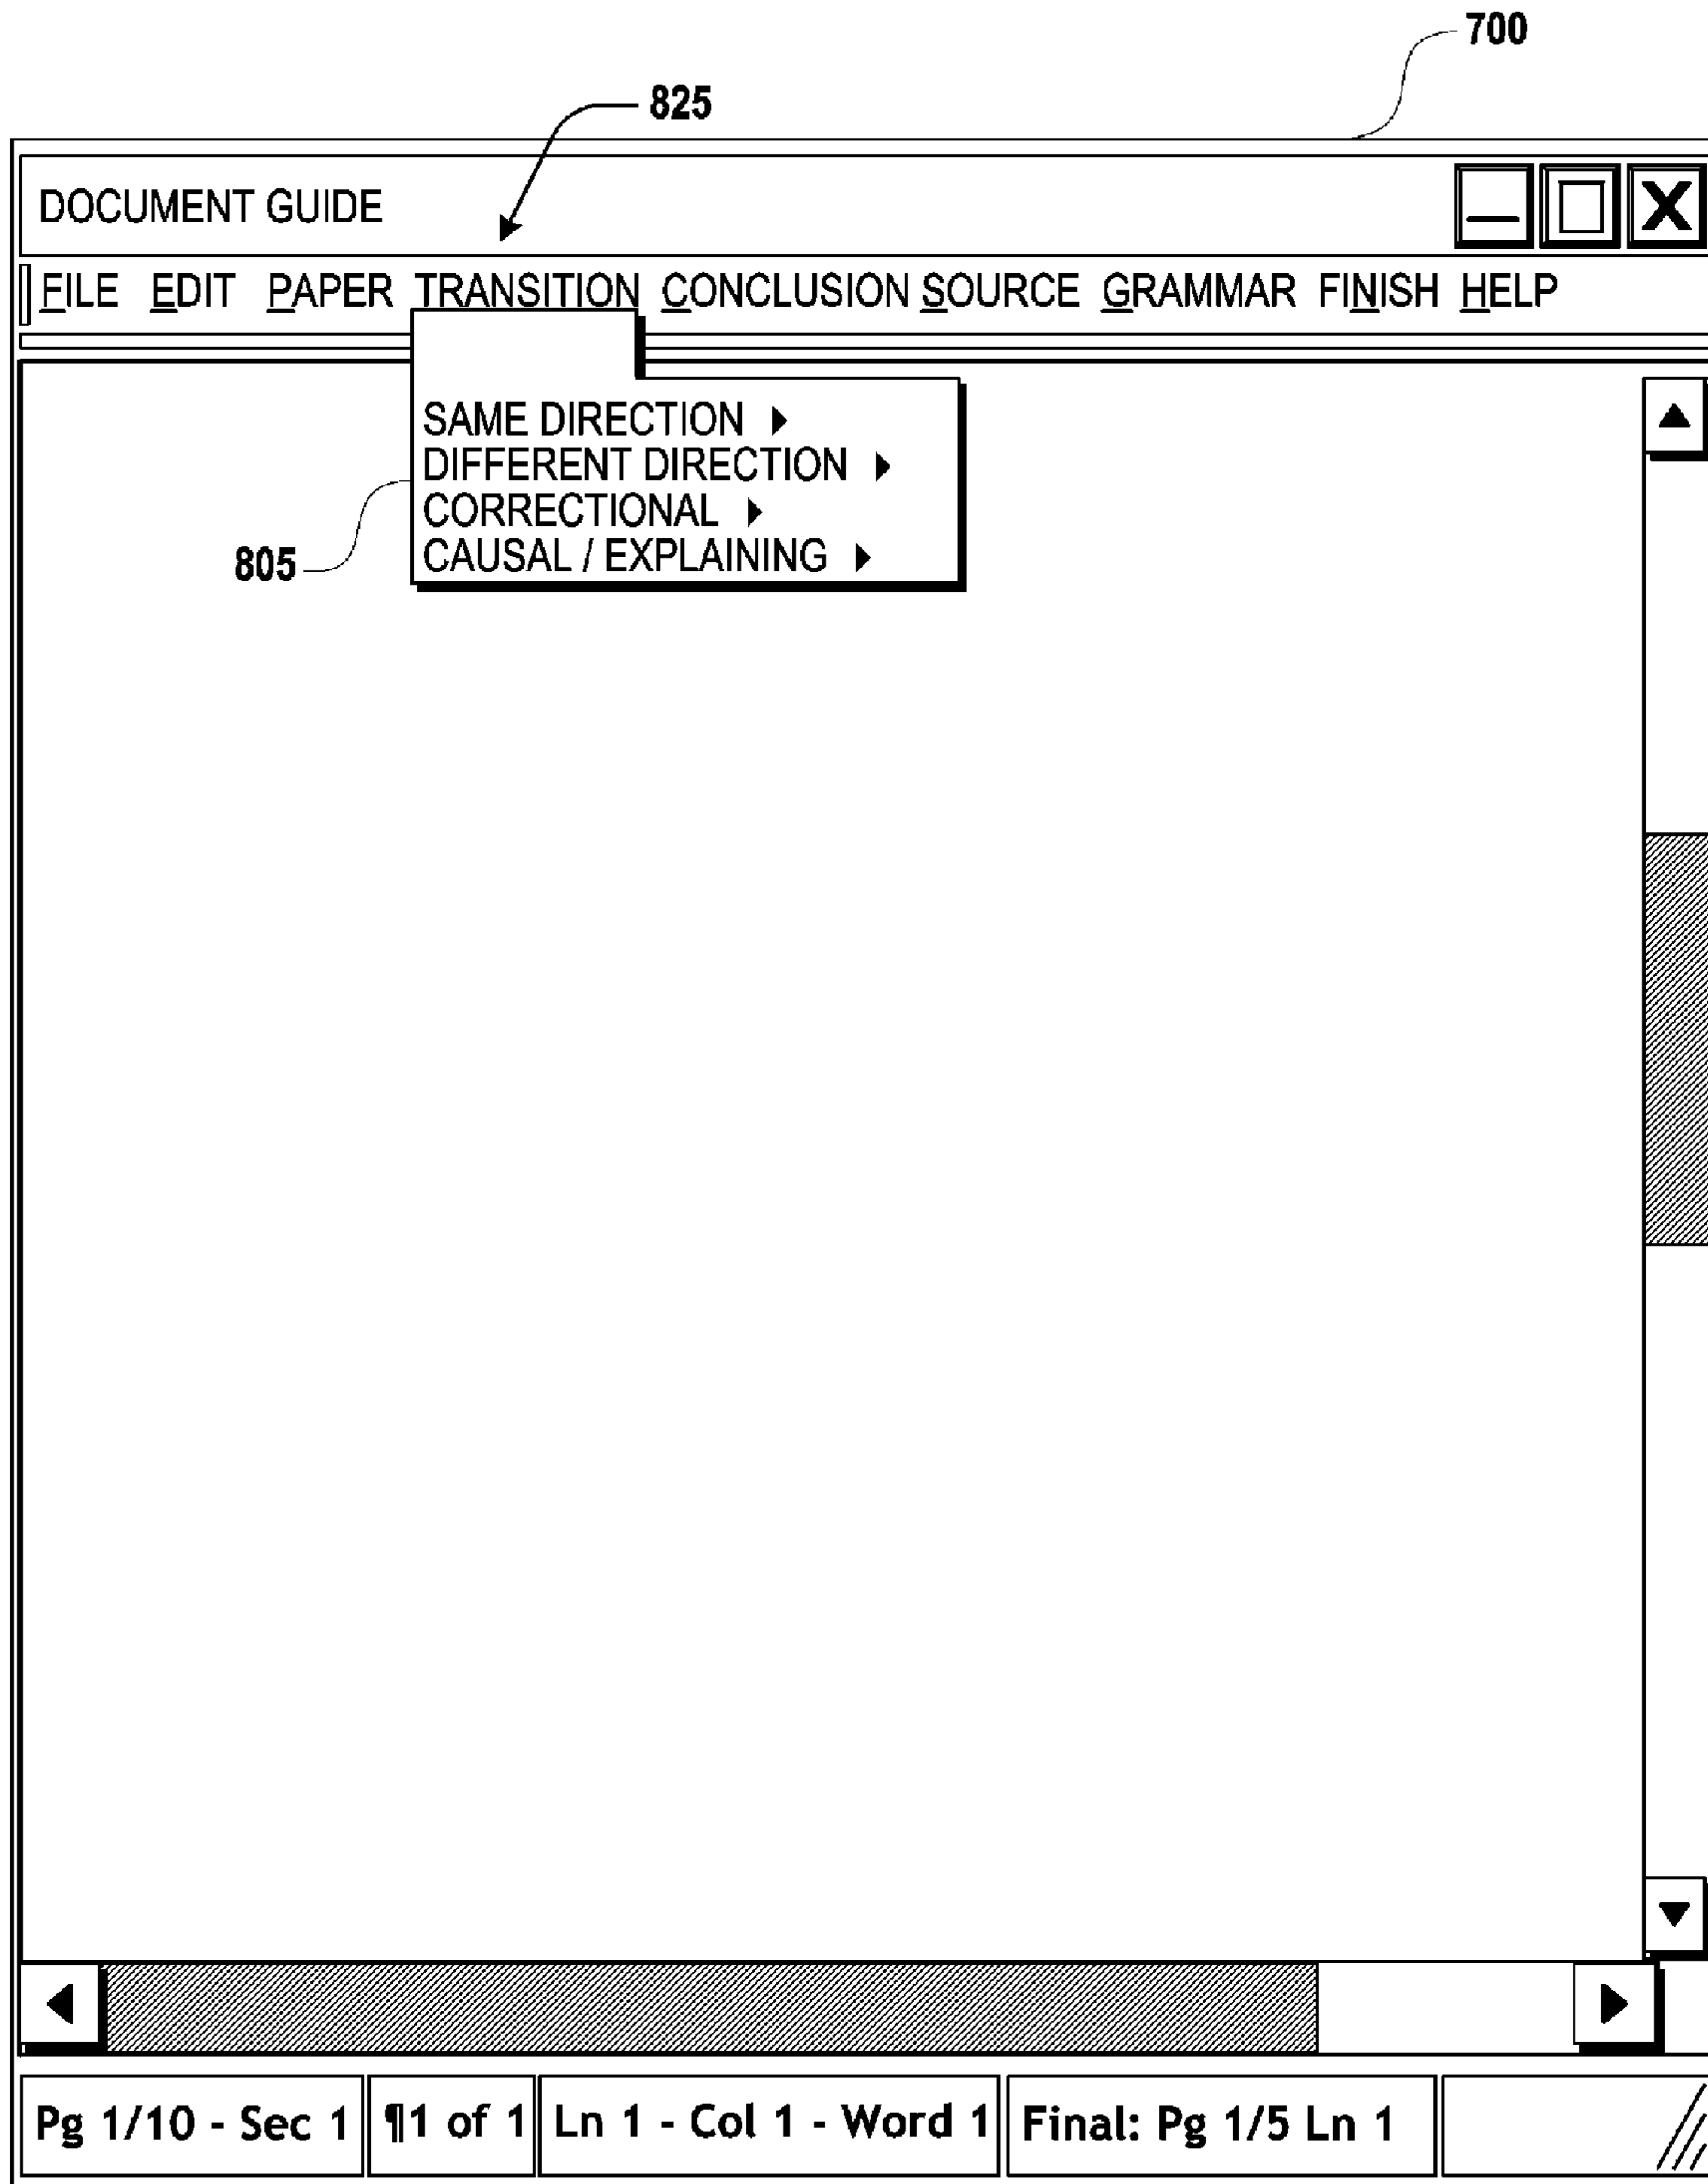 700
825
DOCUMENT GUIDE
FILE EDIT PAPER TRANSITION CONCLUSION SOURCE GRAMMAR FINISH HELP
SAME DIRECTION ▶
DIFFERENT DIRECTION ▶
CORRECTIONAL ▶
CAUSAL / EXPLAINING ▶
805
Pg 1/10 - Sec 1 ¶1 of 1 Ln 1 - Col 1 - Word 1 Final: Pg 1/5 Ln 1